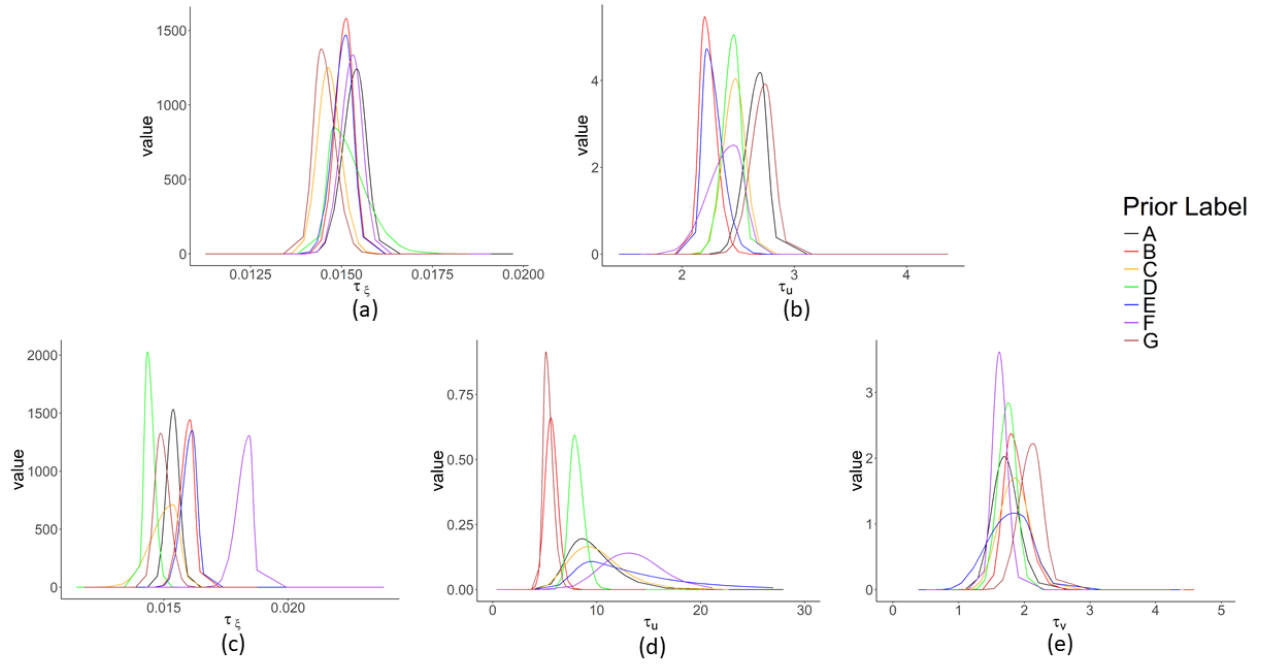 1500
1000
500
0
value
0.0125 0.0150 0.0175 0.0200
τ ξ
(a)
4
2
0
value
2 3 4
τu
(b)
Prior Label
A
B
C
D
E
F
G
2000
1500
1000
500
0
value
0.015 0.020
τ ξ
(c)
0.75
0.50
0.25
0.00
value
0 10 20 30
τu
(d)
3
2
1
0
value
0 1 2 3 4 5
τv
(e)